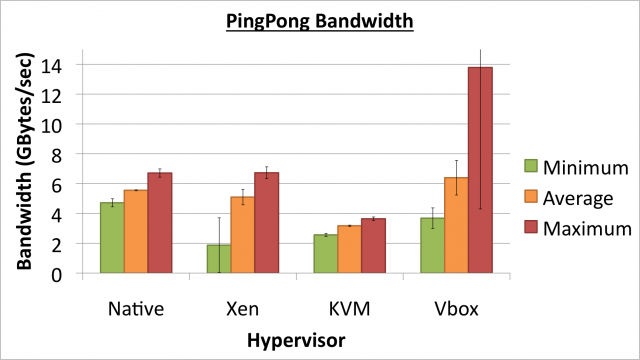 PingPong Bandwidth
Bandwidth (GBytes/sec)
14
12
10
8
6
4
2
0
Native Xen KVM Vbox
Hypervisor
Minimum
Average
Maximum